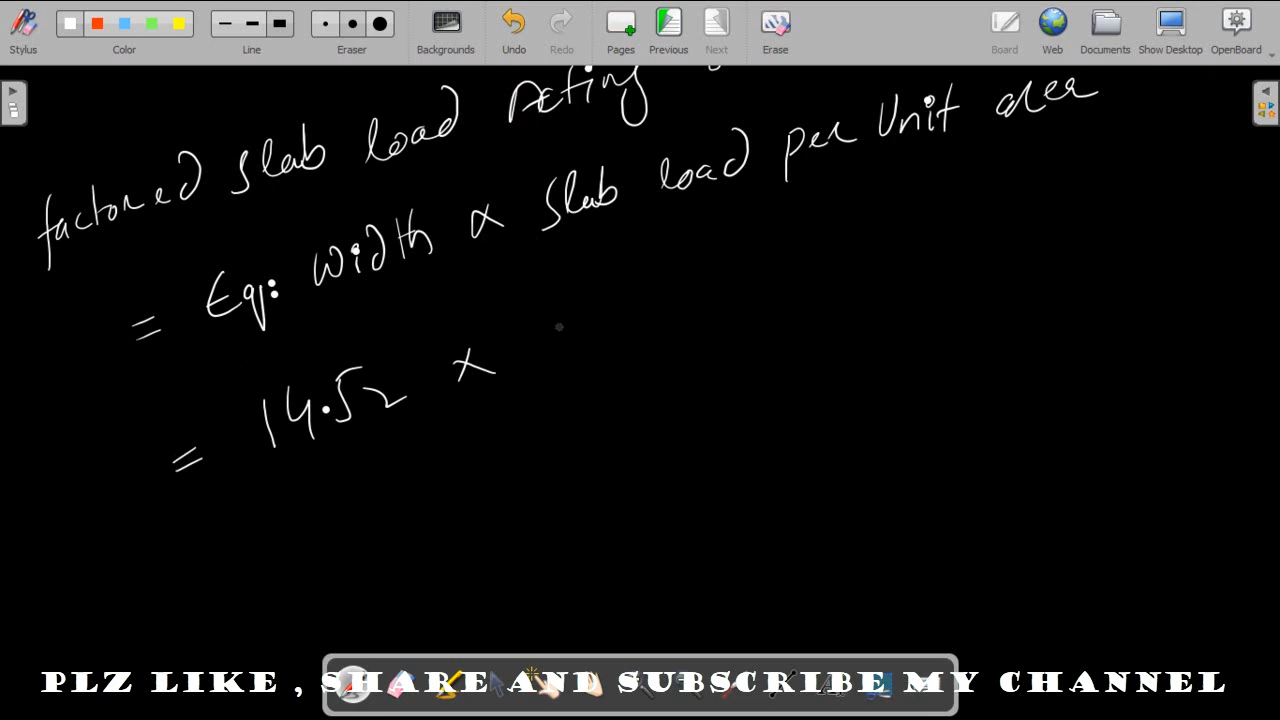 Stylus Color Line Eraser Backgrounds Undo Redo Pages Previous Next Erase Board Web Documents Show Desktop OpenBoard
factored slab load Acting
= Eq: Width × Slab load per Unit area
= 14.52 ×
PLZ LIKE , SHARE AND SUBSCRIBE MY CHANNEL